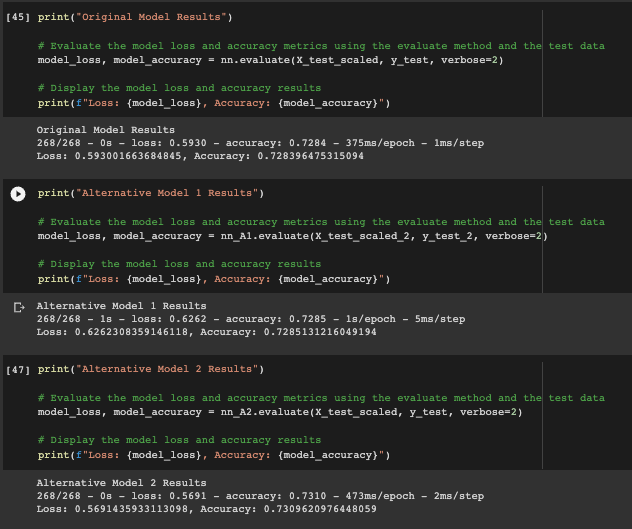 [45] print("Original Model Results")
# Evaluate the model loss and accuracy metrics using the evaluate method and the test data
model_loss, model_accuracy = nn.evaluate(X_test_scaled, y_test, verbose=2)
# Display the model loss and accuracy results
print(f"Loss: {model_loss}, Accuracy: {model_accuracy}")
Original Model Results
268/268 - 0s - loss: 0.5930 - accuracy: 0.7284 - 375ms/epoch - 1ms/step
Loss: 0.593001663684845, Accuracy: 0.728396475315094
print("Alternative Model 1 Results")
# Evaluate the model loss and accuracy metrics using the evaluate method and the test data
model_loss, model_accuracy = nn_A1.evaluate(X_test_scaled_2, y_test_2, verbose=2)
# Display the model loss and accuracy results
print(f"Loss: {model_loss}, Accuracy: {model_accuracy}")
Alternative Model 1 Results
268/268 - 1s - loss: 0.6262 - accuracy: 0.7285 - 1s/epoch - 5ms/step
Loss: 0.6262308359146118, Accuracy: 0.7285131216049194
[47] print("Alternative Model 2 Results")
# Evaluate the model loss and accuracy metrics using the evaluate method and the test data
model_loss, model_accuracy = nn_A2.evaluate(X_test_scaled, y_test, verbose=2)
# Display the model loss and accuracy results
print(f"Loss: {model_loss}, Accuracy: {model_accuracy}")
Alternative Model 2 Results
268/268 - 0s - loss: 0.5691 - accuracy: 0.7310 - 473ms/epoch - 2ms/step
Loss: 0.5691435933113098, Accuracy: 0.7309620976448059